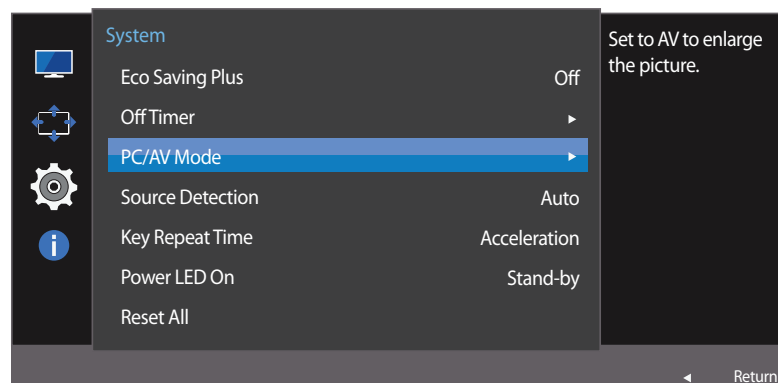 System
Eco Saving Plus Off
Off Timer
PC/AV Mode
Source Detection Auto
Key Repeat Time Acceleration
Power LED On Stand-by
Reset All
Set to AV to enlarge
the picture.
Return